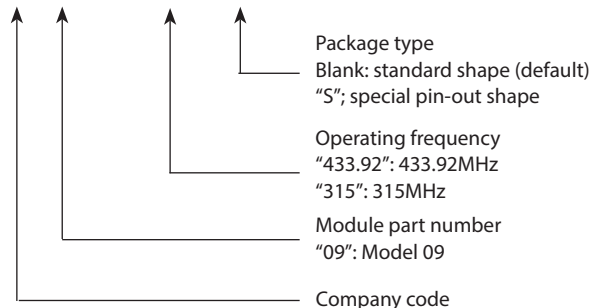 Package type
Blank: standard shape (default)
“S”; special pin-out shape
Operating frequency
“433.92”: 433.92MHz
“315”: 315MHz
Module part number
“09”: Model 09
Company code